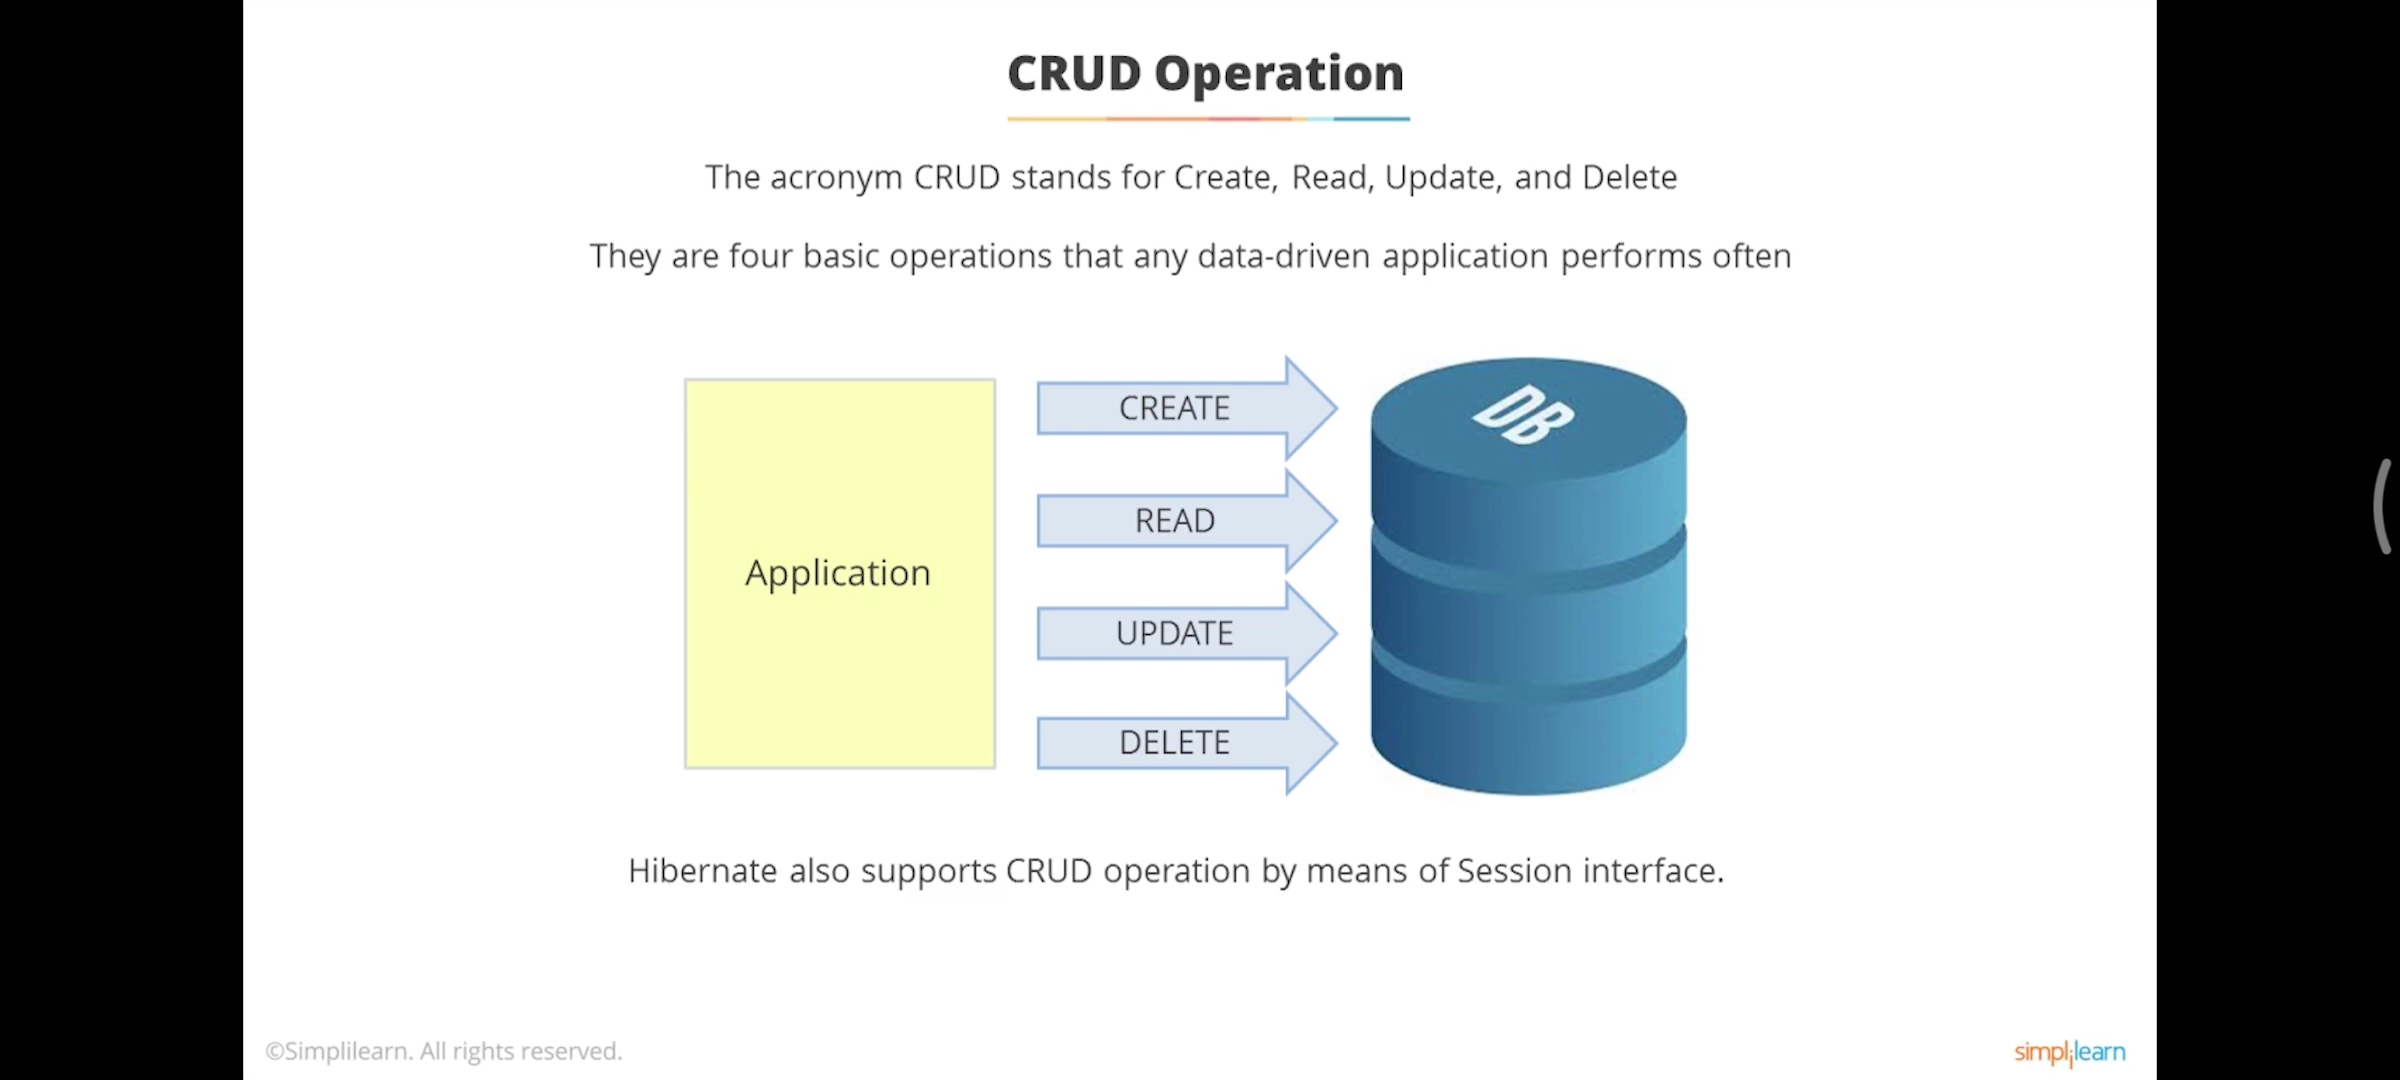 CRUD Operation
The acronym CRUD stands for Create, Read, Update, and Delete
They are four basic operations that any data-driven application performs often
Application
CREATE
READ
UPDATE
DELETE
DB
Hibernate also supports CRUD operation by means of Session interface.
©Simplilearn. All rights reserved.
simplilearn